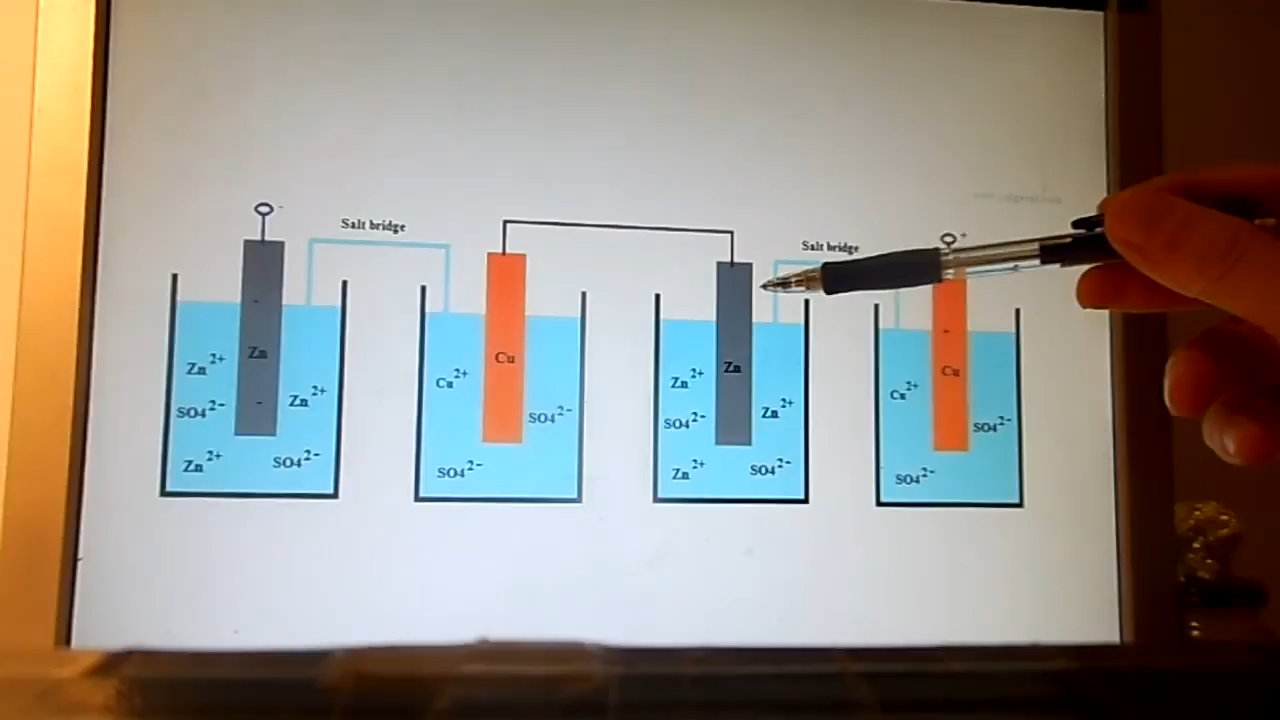 -
Salt bridge
Salt bridge
+
-
Zn
-
Zn²⁺
Zn²⁺
SO4²⁻
Zn²⁺
SO4²⁻
Cu
Cu²⁺
SO4²⁻
SO4²⁻
Zn
Zn²⁺
Zn²⁺
SO4²⁻
Zn²⁺
SO4²⁻
Cu
Cu²⁺
SO4²⁻
SO4²⁻